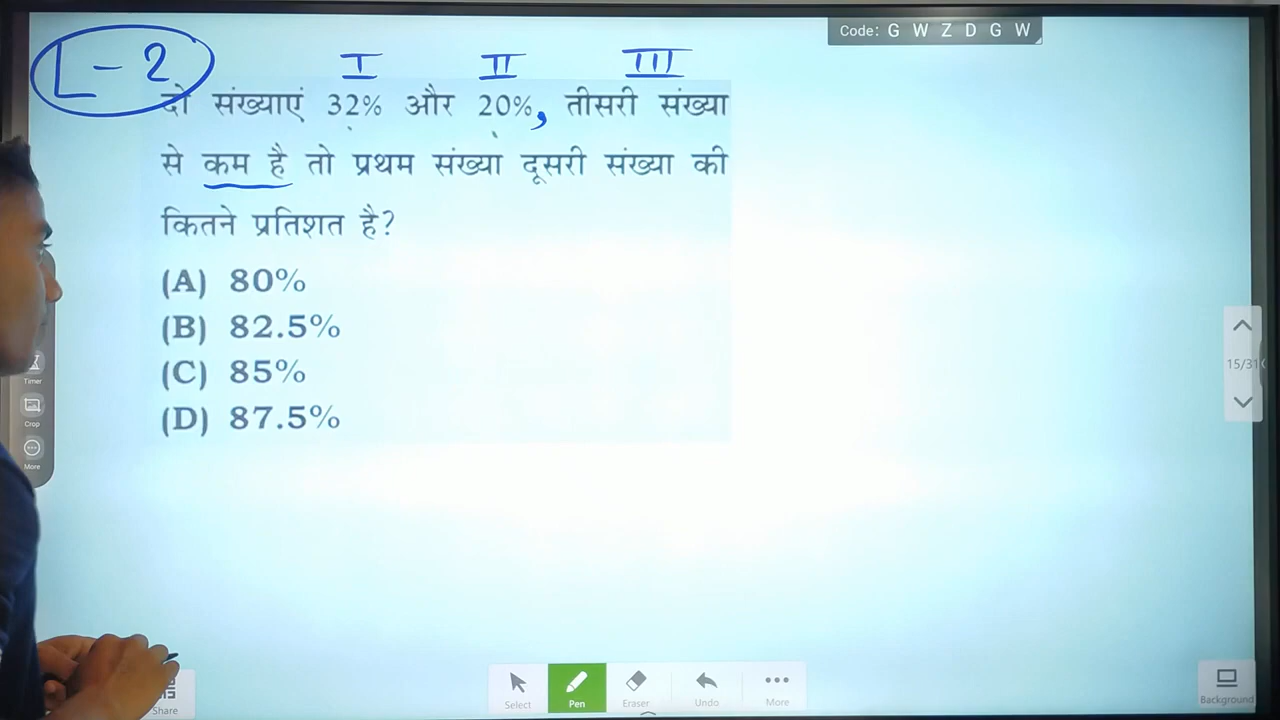 Code: G W Z D G W
L-2
I II III
दो संख्याएं 32% और 20%, तीसरी संख्या
से कम है तो प्रथम संख्या दूसरी संख्या की
कितने प्रतिशत है?
(A) 80%
(B) 82.5%
(C) 85%
(D) 87.5%
Timer
Crop
More
15/31
Share
Select
Pen
Eraser
Undo
More
Background